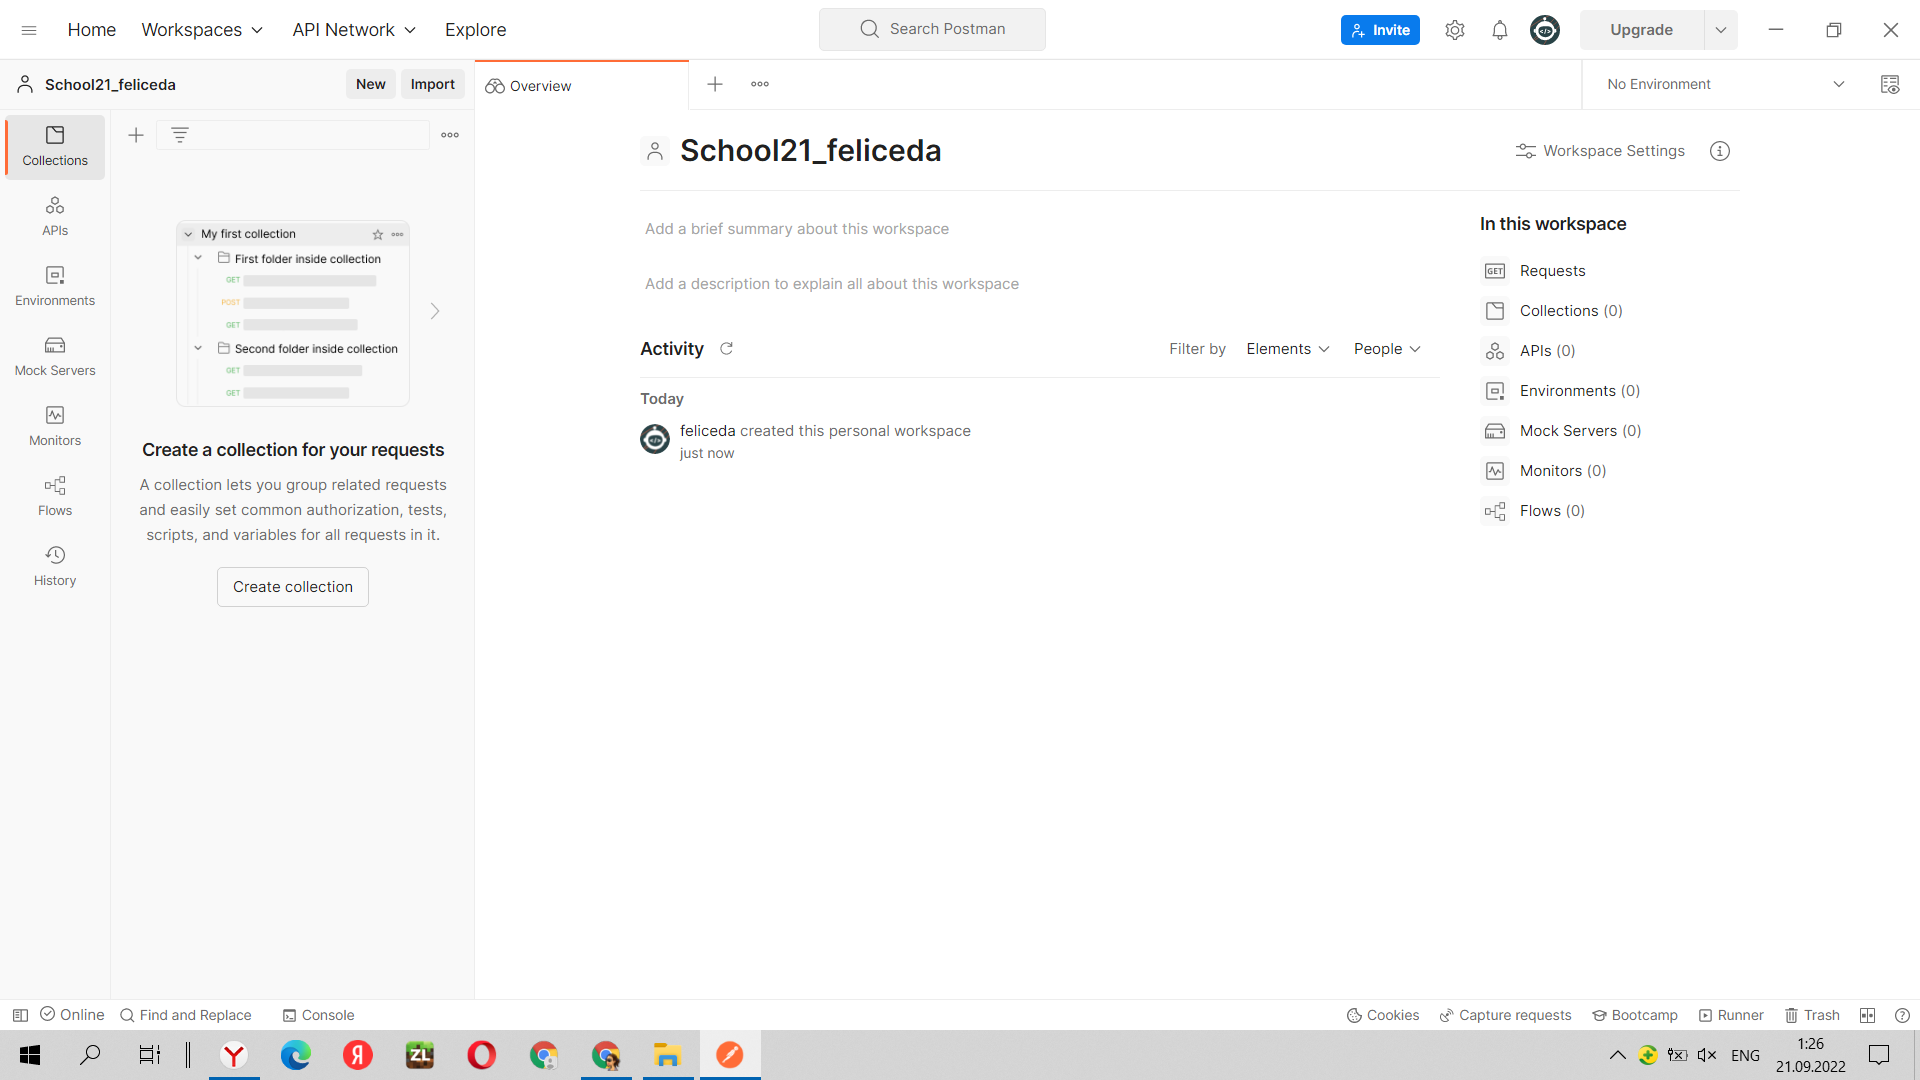 Home
Workspaces
API Network
Explore
Search Postman
Invite
Upgrade
School21_feliceda
New
Import
Overview
No Environment
Collections
APIs
Environments
Mock Servers
Monitors
Flows
History
My first collection
First folder inside collection
GET
POST
GET
Second folder inside collection
GET
GET
Create a collection for your requests
A collection lets you group related requests
and easily set common authorization, tests,
scripts, and variables for all requests in it.
Create collection
School21_feliceda
Workspace Settings
Add a brief summary about this workspace
Add a description to explain all about this workspace
Activity
Filter by
Elements
People
Today
feliceda created this personal workspace
just now
In this workspace
GET
Requests
Collections (0)
APIs (0)
Environments (0)
Mock Servers (0)
Monitors (0)
Flows (0)
Online
Find and Replace
Console
Cookies
Capture requests
Bootcamp
Runner
Trash
Y
Я
ZL
ENG
1:26
21.09.2022